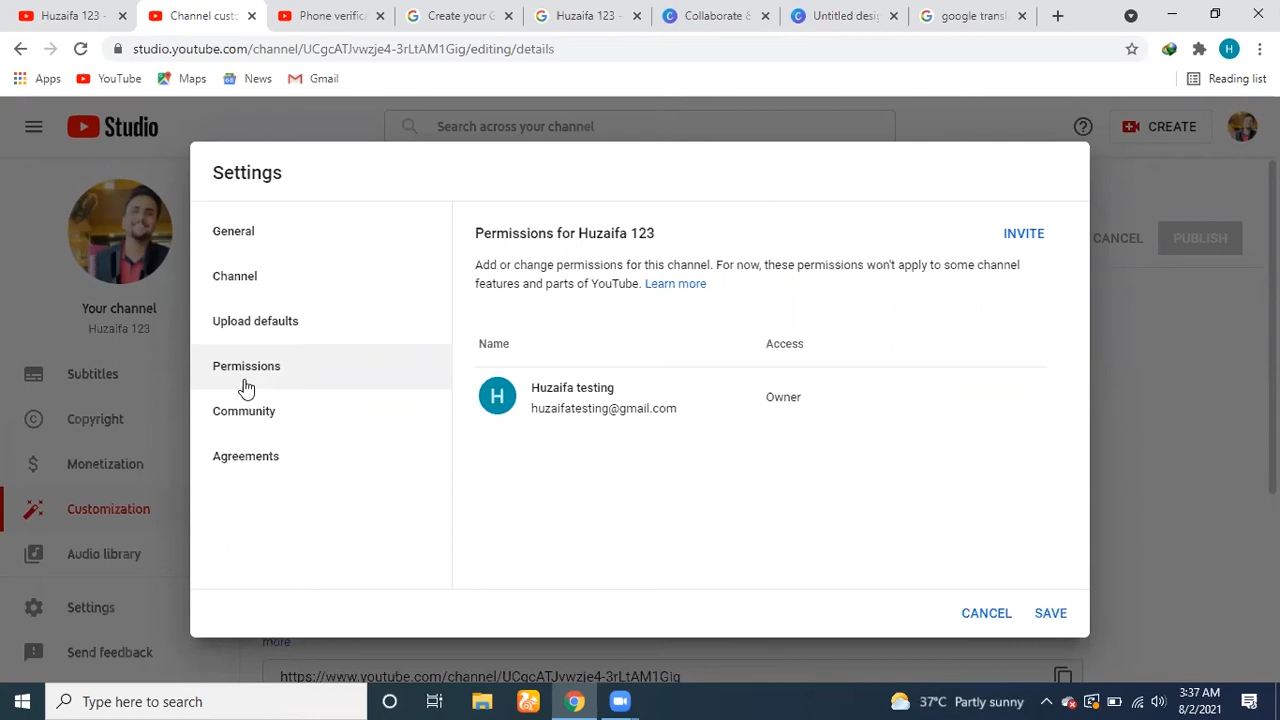 Huzaifa 123 -
Channel cust
Phone verific
Create your G
Huzaifa 123 -
Collaborate &
Untitled desig
google transl
studio.youtube.com/channel/UCgcATJvwzje4-3rLtAM1Gig/editing/details
H
Apps
YouTube
Maps
News
Gmail
Reading list
Studio
Search across your channel
CREATE
Settings
Your channel
Huzaifa 123
General
Channel
Upload defaults
Permissions
Community
Agreements
Permissions for Huzaifa 123
INVITE
Add or change permissions for this channel. For now, these permissions won't apply to some channel
features and parts of YouTube. Learn more
Name
Access
H
Huzaifa testing
huzaifatesting@gmail.com
Owner
CANCEL
PUBLISH
Subtitles
Copyright
Monetization
Customization
Audio library
Settings
Send feedback
CANCEL
SAVE
more.
https://www.youtube.com/channel/UCgcATJvwzje4-3rLtAM1Gig
Type here to search
37°C Partly sunny
3:37 AM
8/2/2021